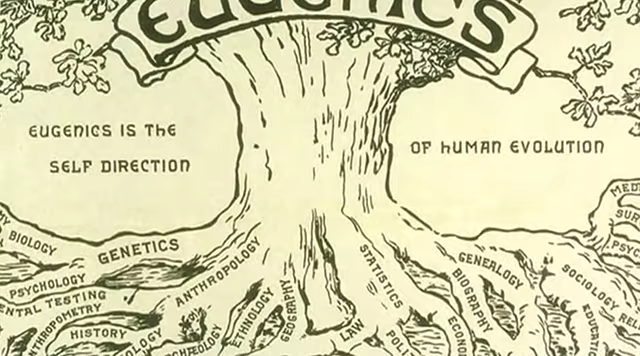 EUGENICS
EUGENICS IS THE
SELF DIRECTION
OF HUMAN EVOLUTION
BIOLOGY
GENETICS
PSYCHOLOGY
ANTHROPOLOGY
HISTORY
ETHNOLOGY
GEOGRAPHY
LAW
STATISTICS
BIOGRAPHY
GENEALOGY
SOCIOLOGY
TESTING